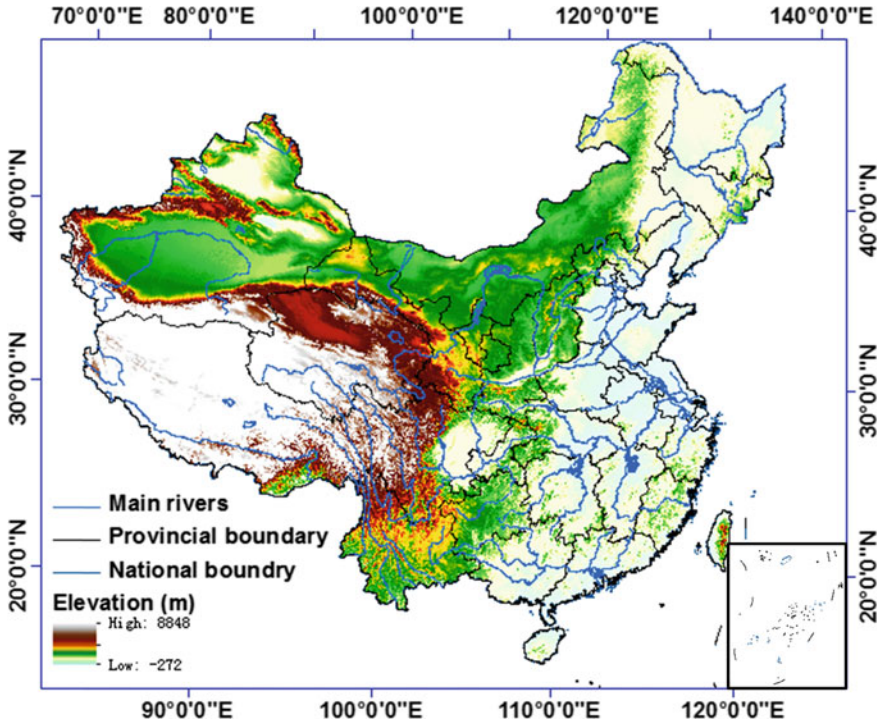 70°0'0"E 80°0'0"E 100°0'0"E 120°0'0"E 140°0'0"E
40°0'0"N
40°0'0"N
30°0'0"N
30°0'0"N
20°0'0"N
20°0'0"N
Main rivers
Provincial boundary
National boundry
Elevation (m)
High: 8848
Low: -272
90°0'0"E 100°0'0"E 110°0'0"E 120°0'0"E